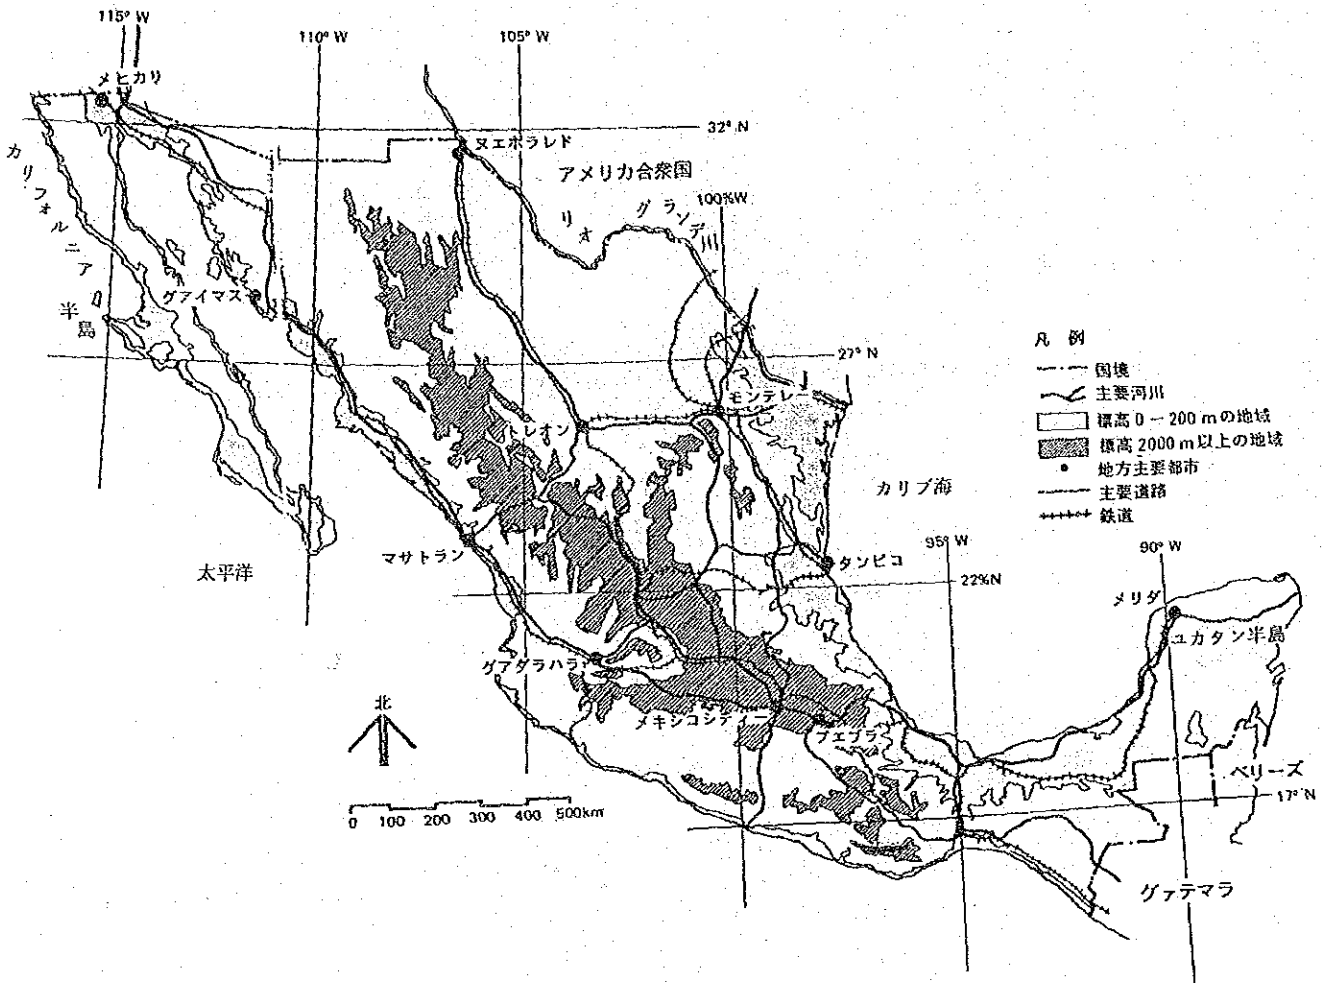 115° W
110° W
105° W
メヒカリ
32° N
ヌエボラレド
アメリカ合衆国
100%W
リオ グランデ川
カリフォルニア半島
グアイマス
27° N
凡 例
国境
主要河川
標高 0 - 200 m の地域
標高 2000 m 以上の地域
地方主要都市
主要道路
鉄道
モンテレー
トレオン
カリブ海
マサトラン
タンピコ
95° W
90° W
太平洋
22%N
メリダ
ユカタン半島
グアダラハラ
北
メキシコシティー
プエブラ
ベリーズ
17° N
0 100 200 300 400 500km
グァテマラ